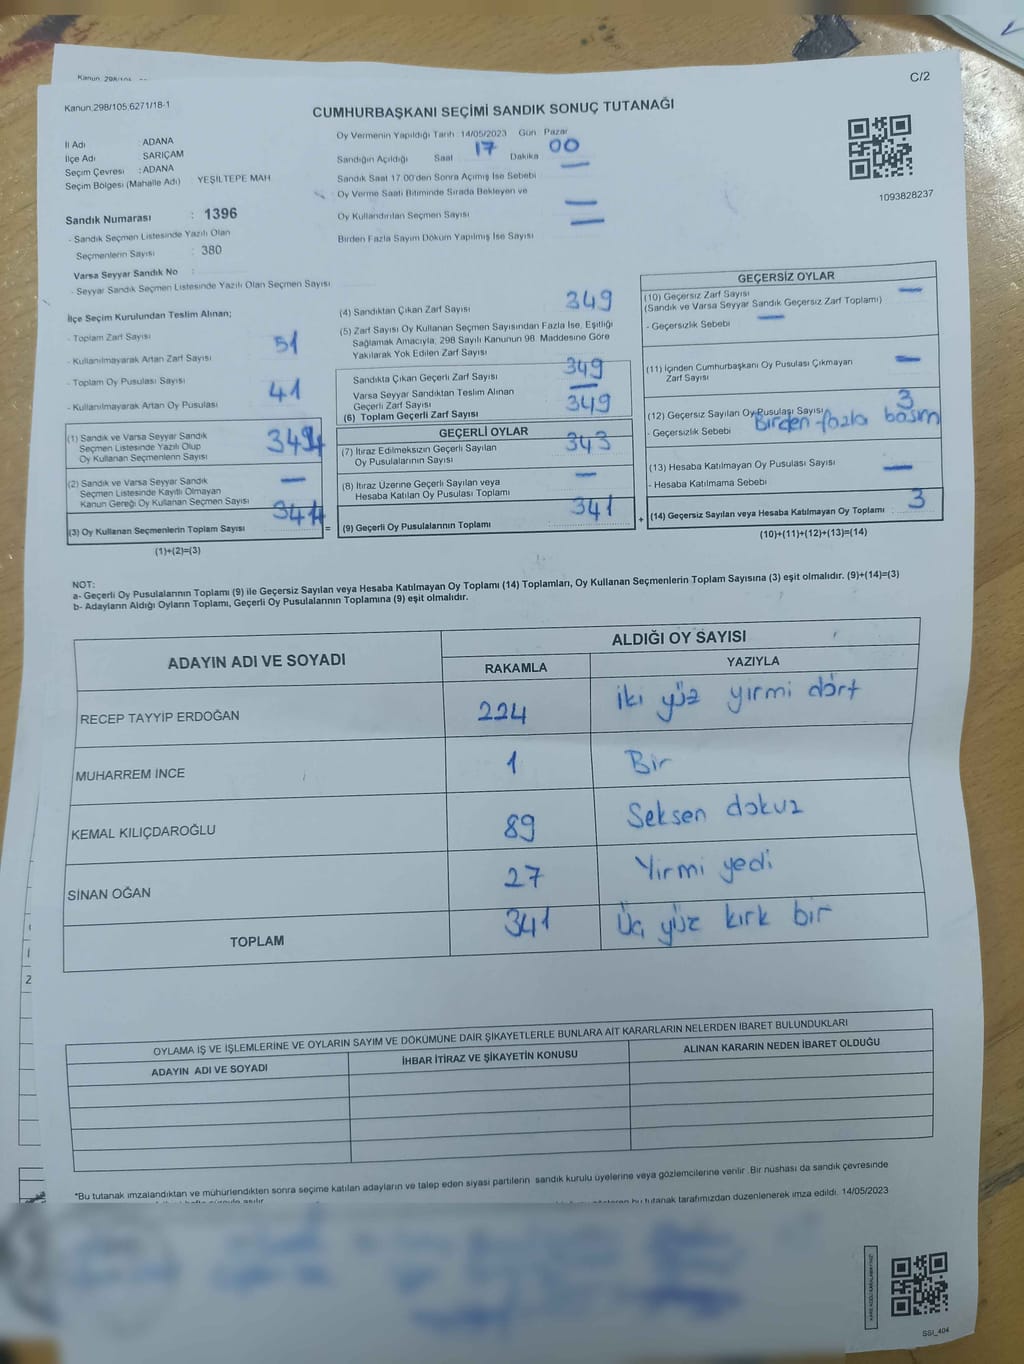 Kanun 298/105
C/2
Kanun.298/105,6271/18-1
CUMHURBAŞKANI SEÇİMİ SANDIK SONUÇ TUTANAĞI
İl Adı ADANA
İlçe Adı SARIÇAM
Seçim Çevresi : ADANA
Seçim Bölgesi (Mahalle Adı) YEŞİLTEPE MAH
Oy Vermenin Yapıldığı Tarih : 14/05/2023 Gün Pazar
Sandığın Açıldığı Saat 17 Dakika 00
Sandık Saat 17 00'den Sonra Açımış İse Sebebi —
Oy Verme Saati Bitiminde Sırada Bekleyen ve
Oy Kullandırılan Seçmen Sayısı —
Birden Fazla Sayım Döküm Yapılmış İse Sayısı —
1093828237
Sandık Numarası : 1396
- Sandık Seçmen Listesinde Yazılı Olan
Seçmenlerin Sayısı : 380
Varsa Seyyar Sandık No
- Seyyar Sandık Seçmen Listesinde Yazılı Olan Seçmen Sayısı
İlçe Seçim Kurulundan Teslim Alınan;
- Toplam Zarf Sayısı
- Kullanılmayarak Artan Zarf Sayısı 51
- Toplam Oy Pusulası Sayısı
- Kullanılmayarak Artan Oy Pusulası 41
(1) Sandık ve Varsa Seyyar Sandık
Seçmen Listesinde Yazılı Olup
Oy Kullanan Seçmenlerin Sayısı
(2) Sandık ve Varsa Seyyar Sandık
Seçmen Listesinde Kayıtlı Olmayan
Kanun Gereği Oy Kullanan Seçmen Sayısı —
(3) Oy Kullanan Seçmenlerin Toplam Sayısı =
(1)+(2)=(3)
(4) Sandıktan Çıkan Zarf Sayısı 349
(5) Zarf Sayısı Oy Kullanan Seçmen Sayısından Fazla İse, Eşitliği
Sağlamak Amacıyla, 298 Sayılı Kanunun 98. Maddesine Göre
Yakılarak Yok Edilen Zarf Sayısı
Sandıkta Çıkan Geçerli Zarf Sayısı 349
Varsa Seyyar Sandıktan Teslim Alınan
Geçerli Zarf Sayısı —
(6) Toplam Geçerli Zarf Sayısı 349
GEÇERLİ OYLAR
(7) İtiraz Edilmeksizin Geçerli Sayılan
Oy Pusulalarının Sayısı 343
(8) İtiraz Üzerine Geçerli Sayılan veya
Hesaba Katılan Oy Pusulası Toplamı —
(9) Geçerli Oy Pusulalarının Toplamı 341 +
GEÇERSİZ OYLAR
(10) Geçersiz Zarf Sayısı —
(Sandık ve Varsa Seyyar Sandık Geçersiz Zarf Toplamı)
- Geçersizlik Sebebi —
(11) İçinden Cumhurbaşkanı Oy Pusulası Çıkmayan
Zarf Sayısı —
(12) Geçersiz Sayılan Oy Pusulası Sayısı 3
- Geçersizlik Sebebi Birden fazla basım
(13) Hesaba Katılmayan Oy Pusulası Sayısı —
- Hesaba Katılmama Sebebi
(14) Geçersiz Sayılan veya Hesaba Katılmayan Oy Toplamı : 3
(10)+(11)+(12)+(13)=(14)
NOT:
a- Geçerli Oy Pusulalarının Toplamı (9) ile Geçersiz Sayılan veya Hesaba Katılmayan Oy Toplamı (14) Toplamları, Oy Kullanan Seçmenlerin Toplam Sayısına (3) eşit olmalıdır. (9)+(14)=(3)
b- Adayların Aldığı Oyların Toplamı, Geçerli Oy Pusulalarının Toplamına (9) eşit olmalıdır.
ADAYIN ADI VE SOYADI
ALDIĞI OY SAYISI
RAKAMLA YAZIYLA
RECEP TAYYİP ERDOĞAN 224 İki yüz yirmi dört
MUHARREM İNCE 1 Bir
KEMAL KILIÇDAROĞLU 89 Seksen dokuz
SİNAN OĞAN 27 Yirmi yedi
TOPLAM 341 Üç yüz kırk bir
OYLAMA İŞ VE İŞLEMLERİNE VE OYLARIN SAYIM VE DÖKÜMÜNE DAİR ŞİKAYETLERLE BUNLARA AİT KARARLARIN NELERDEN İBARET BULUNDUKLARI
ADAYIN ADI VE SOYADI İHBAR İTİRAZ VE ŞİKAYETİN KONUSU ALINAN KARARIN NEDEN İBARET OLDUĞU
*Bu tutanak imzalandıktan ve mühürlendikten sonra seçime katılan adayların ve talep eden siyasi partilerin sandık kurulu üyelerine veya gözlemcilerine verilir. Bir nüshası da sandık çevresinde
bu tutanak tarafımızdan düzenlenerek imza edildi. 14/05/2023
SGI_404